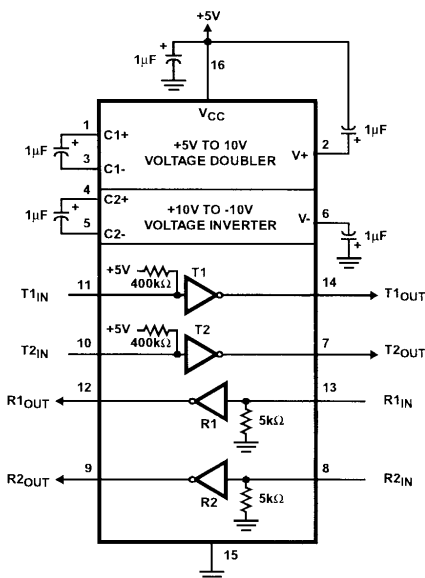 +5V
1µF
+
16
VCC
1
1µF
+
C1+
3
C1-
+5V TO 10V
VOLTAGE DOUBLER
V+
2
+
1µF
4
1µF
+
C2+
5
C2-
+10V TO -10V
VOLTAGE INVERTER
V-
6
1µF
+
T1IN
11
+5V
400kΩ
T1
14
T1OUT
T2IN
10
+5V
400kΩ
T2
7
T2OUT
R1OUT
12
R1
5kΩ
13
R1IN
R2OUT
9
R2
5kΩ
8
R2IN
15